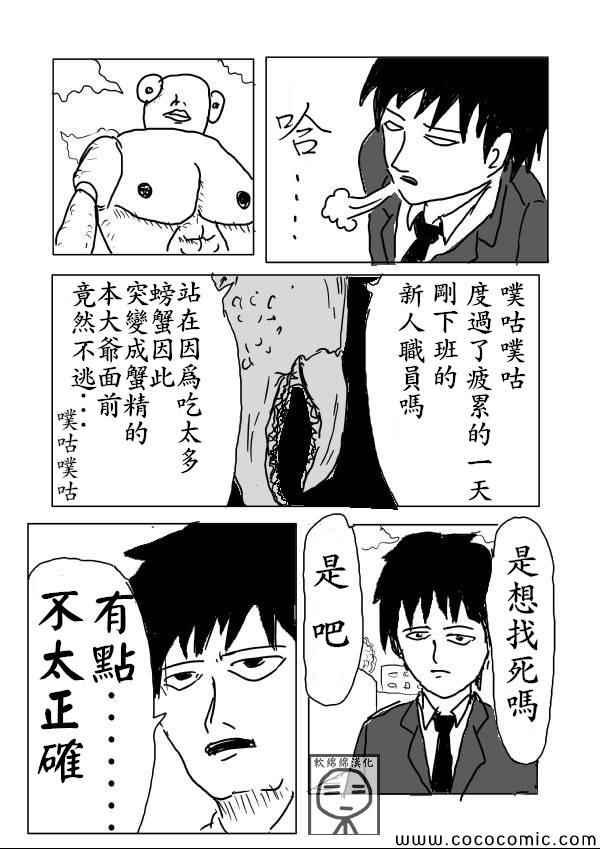 哈....
噗咕噗咕
度過了疲累的一天
剛下班的
新人職員嗎
站在因爲吃太多
螃蟹因此
突變成蟹精的
本大爺面前
竟然不逃...
噗咕噗咕
是想找死嗎
是吧
有點........
不太正確
軟綿綿漢化
www.cococomic.com